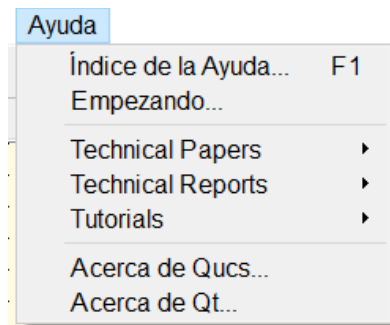 Ayuda
Índice de la Ayuda... F1
Empezando...
Technical Papers
Technical Reports
Tutorials
Acerca de Qucs...
Acerca de Qt...